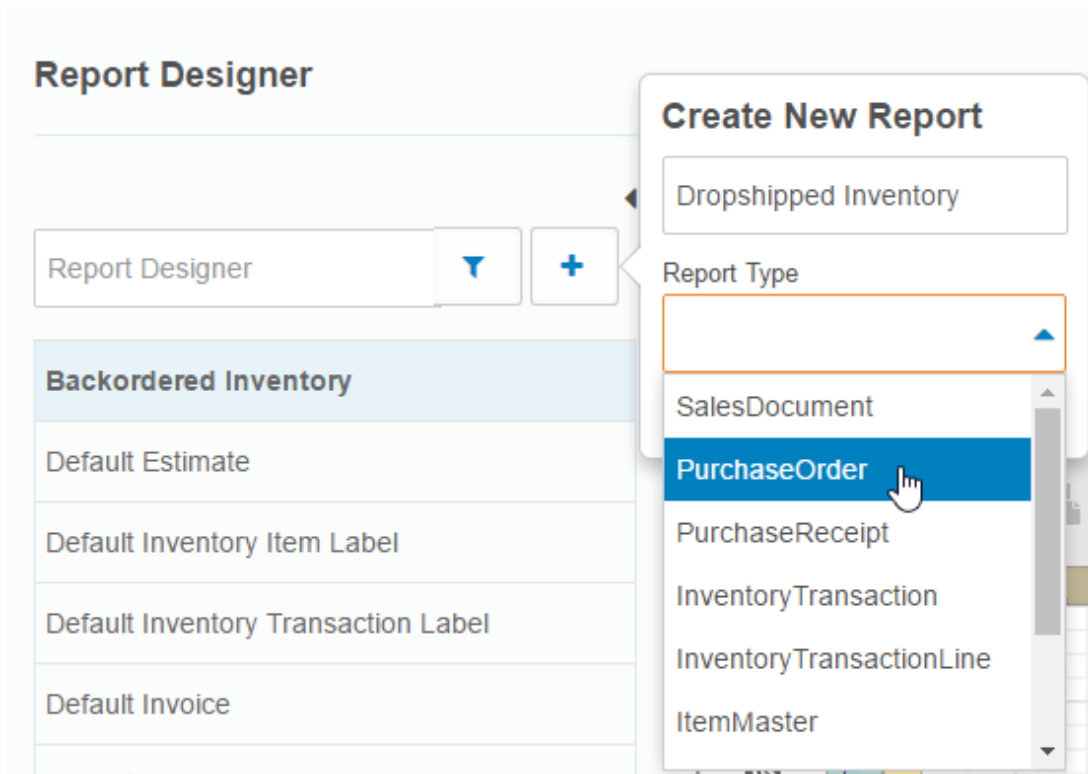 Report Designer
Create New Report
Dropshipped Inventory
Report Designer
Report Type
Backordered Inventory
SalesDocument
Default Estimate
PurchaseOrder
Default Inventory Item Label
PurchaseReceipt
InventoryTransaction
Default Inventory Transaction Label
InventoryTransactionLine
Default Invoice
ItemMaster